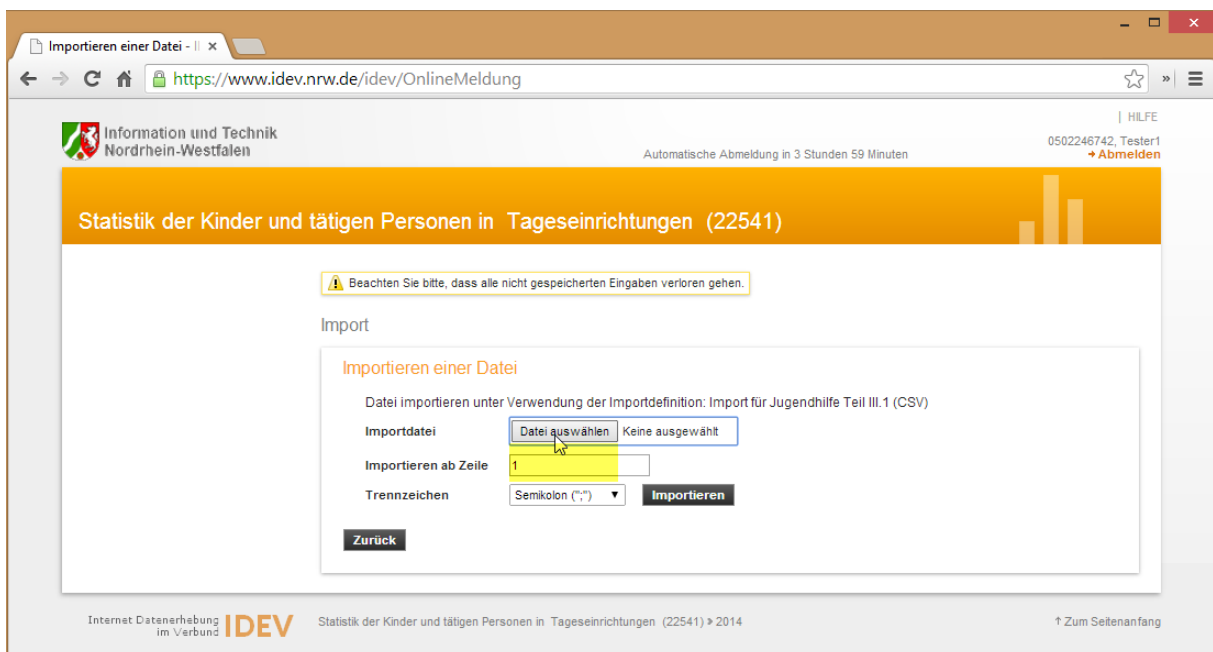 Importieren einer Datei - I
https://www.idev.nrw.de/idev/OnlineMeldung
| HILFE
Information und Technik
Nordrhein-Westfalen
Automatische Abmeldung in 3 Stunden 59 Minuten
0502246742, Tester1
Abmelden
Statistik der Kinder und tätigen Personen in Tageseinrichtungen (22541)
Beachten Sie bitte, dass alle nicht gespeicherten Eingaben verloren gehen.
Import
Importieren einer Datei
Datei importieren unter Verwendung der Importdefinition: Import für Jugendhilfe Teil III.1 (CSV)
Importdatei Datei auswählen Keine ausgewählt
Importieren ab Zeile 1
Trennzeichen Semikolon (";") Importieren
Zurück
Internet Datenerhebung
im Verbund IDEV
Statistik der Kinder und tätigen Personen in Tageseinrichtungen (22541) » 2014
↑ Zum Seitenanfang